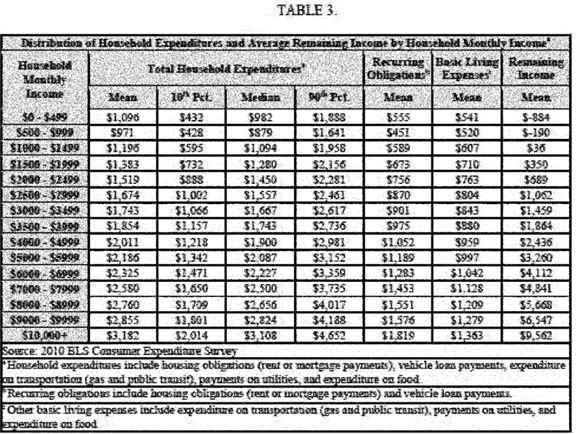 TABLE 3.
Distribution of Household Expenditures and Average Remaining Income by Household Monthly Incomeª
Household Monthly Income Total Household Expenditures¹ Recurring Obligationsᵇ Basic Living Expensesᶜ Remaining Income
Mean 10th Pct. Median 90th Pct. Mean Mean Mean
$0 - $499 $1,096 $432 $982 $1,888 $555 $541 $-884
$500 - $999 $971 $428 $879 $1,641 $451 $520 $-190
$1000 - $1499 $1,196 $595 $1,094 $1,958 $589 $607 $36
$1500 - $1999 $1,383 $732 $1,280 $2,156 $673 $710 $350
$2000 - $2499 $1,519 $888 $1,450 $2,281 $756 $763 $689
$2500 - $2999 $1,674 $1,002 $1,557 $2,461 $870 $804 $1,062
$3000 - $3499 $1,743 $1,066 $1,667 $2,617 $901 $843 $1,459
$3500 - $3999 $1,854 $1,157 $1,743 $2,736 $975 $880 $1,864
$4000 - $4999 $2,011 $1,218 $1,900 $2,981 $1,052 $959 $2,436
$5000 - $5999 $2,186 $1,342 $2,087 $3,152 $1,189 $997 $3,260
$6000 - $6999 $2,325 $1,471 $2,227 $3,359 $1,283 $1,042 $4,112
$7000 - $7999 $2,580 $1,650 $2,500 $3,735 $1,453 $1,128 $4,841
$8000 - $8999 $2,760 $1,709 $2,656 $4,017 $1,551 $1,209 $5,668
$9000 - $9999 $2,855 $1,801 $2,824 $4,188 $1,576 $1,279 $6,547
$10,000+ $3,182 $2,014 $3,108 $4,652 $1,819 $1,363 $9,562
Source: 2010 BLS Consumer Expenditure Survey
Household expenditures include housing obligations (rent or mortgage payments), vehicle loan payments, expenditure
on transportation (gas and public transit), payments on utilities, and expenditure on food.
Recurring obligations include housing obligations (rent or mortgage payments) and vehicle loan payments.
Other basic living expenses include expenditure on transportation (gas and public transit), payments on utilities, and
expenditure on food.